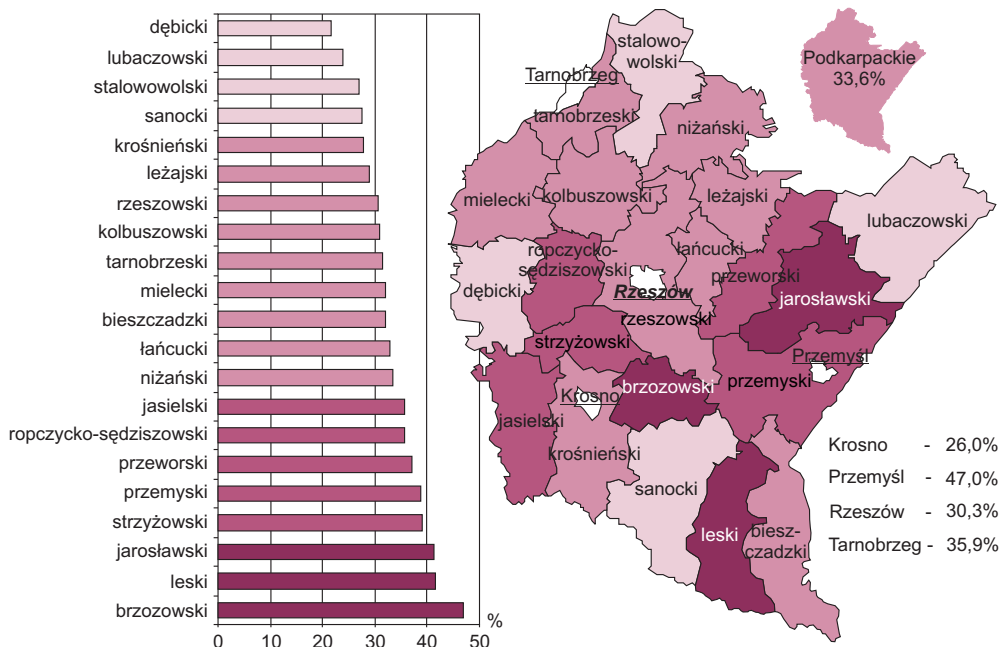 dębicki
lubaczowski
stalowowolski
sanocki
krośnieński
leżajski
rzeszowski
kolbuszowski
tarnobrzeski
mielecki
bieszczadzki
łańcucki
niżański
jasielski
ropczycko-sędziszowski
przeworski
przemyski
strzyżowski
jarosławski
leski
brzozowski
0 10 20 30 40 50
%
stalowo-
wolski
Tarnobrzeg
tarnobrzeski
niżański
mielecki
kolbuszowski
leżajski
lubaczowski
ropczycko-
sędziszowski
łańcucki
przeworski
dębicki
Rzeszów
jarosławski
rzeszowski
strzyżowski
Przemyśl
brzozowski
przemyski
Krosno
jasielski
krośnieński
sanocki
leski
biesz-
czadzki
Podkarpackie
33,6%
Krosno - 26,0%
Przemyśl - 47,0%
Rzeszów - 30,3%
Tarnobrzeg - 35,9%